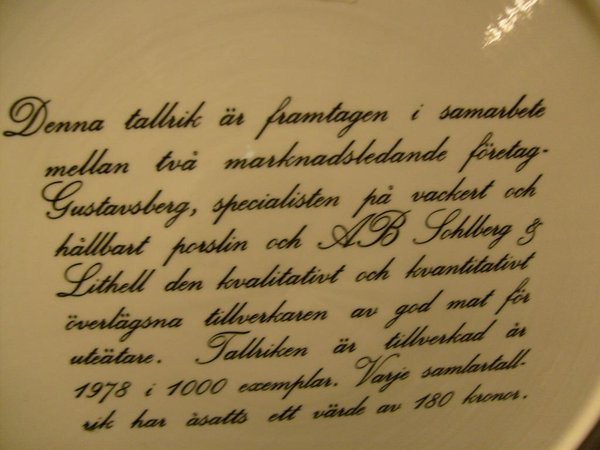 Denna tallrik är framtagen i samarbete
mellan två marknadsledande företag-
Gustavsberg, specialisten på vackert och
hållbart porslin och AB Sohlberg &
Lithell den kvalitativt och kvantitativt
överlägsna tillverkaren av god mat för
uteätare. Tallriken är tillverkad år
1978 i 1000 exemplar. Varje samlartall-
rik har åsatts ett värde av 180 kronor.